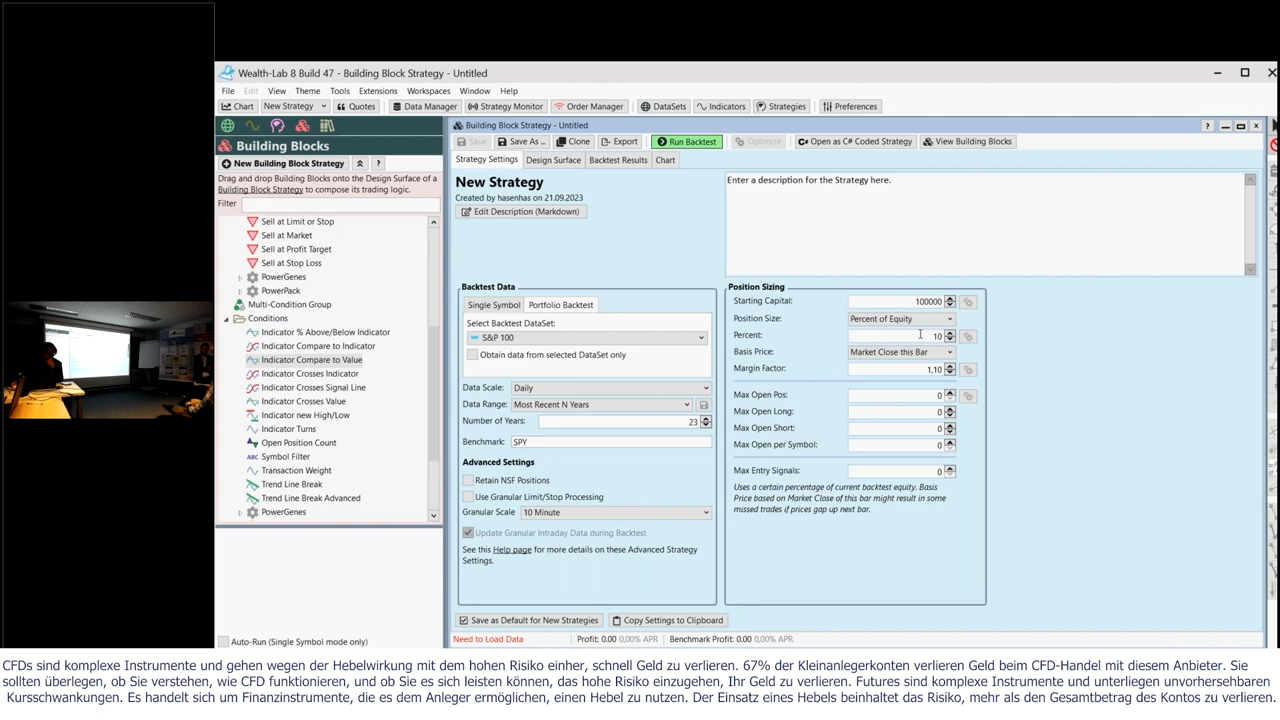 Wealth-Lab 8 Build 47 - Building Block Strategy - Untitled
File Edit View Theme Tools Extensions Workspaces Window Help
Chart New Strategy Quotes Data Manager Strategy Monitor Order Manager DataSets Indicators Strategies Preferences
Building Blocks
New Building Block Strategy ?
Drag and drop Building Blocks onto the Design Surface of a
Building Block Strategy to compose its trading logic.
Filter
Sell at Limit or Stop
Sell at Market
Sell at Profit Target
Sell at Stop Loss
PowerGenes
PowerPack
Multi-Condition Group
Conditions
Indicator % Above/Below Indicator
Indicator Compare to Indicator
Indicator Compare to Value
Indicator Crosses Indicator
Indicator Crosses Signal Line
Indicator Crosses Value
Indicator new High/Low
Indicator Turns
Open Position Count
ABC Symbol Filter
Transaction Weight
Trend Line Break
Trend Line Break Advanced
PowerGenes
Auto-Run (Single Symbol mode only)
Building Block Strategy - Untitled ?
Save Save As ... Clone Export Run Backtest Optimize C# Open as C# Coded Strategy View Building Blocks
Strategy Settings Design Surface Backtest Results Chart
New Strategy
Created by hasenhas on 21.09.2023
Edit Description (Markdown)
Enter a description for the Strategy here.
Backtest Data
Single Symbol Portfolio Backtest
Select Backtest DataSet:
S&P 100
Obtain data from selected DataSet only
Data Scale: Daily
Data Range: Most Recent N Years
Number of Years: 23
Benchmark: SPY
Advanced Settings
Retain NSF Positions
Use Granular Limit/Stop Processing
Granular Scale 10 Minute
Update Granular Intraday Data during Backtest
See this Help page for more details on these Advanced Strategy
Settings.
Position Sizing
Starting Capital: 100000
Position Size: Percent of Equity
Percent: 10
Basis Price: Market Close this Bar
Margin Factor: 1,10
Max Open Pos: 0
Max Open Long: 0
Max Open Short: 0
Max Open per Symbol: 0
Max Entry Signals: 0
Uses a certain percentage of current backtest equity. Basis
Price based on Market Close of this bar might result in some
missed trades if prices gap up next bar.
Save as Default for New Strategies Copy Settings to Clipboard
Need to Load Data Profit: 0.00 0,00% APR Benchmark Profit: 0.00 0,00% APR
CFDs sind komplexe Instrumente und gehen wegen der Hebelwirkung mit dem hohen Risiko einher, schnell Geld zu verlieren. 67% der Kleinanlegerkonten verlieren Geld beim CFD-Handel mit diesem Anbieter. Sie
sollten überlegen, ob Sie verstehen, wie CFD funktionieren, und ob Sie es sich leisten können, das hohe Risiko einzugehen, Ihr Geld zu verlieren. Futures sind komplexe Instrumente und unterliegen unvorhersehbaren
Kursschwankungen. Es handelt sich um Finanzinstrumente, die es dem Anleger ermöglichen, einen Hebel zu nutzen. Der Einsatz eines Hebels beinhaltet das Risiko, mehr als den Gesamtbetrag des Kontos zu verlieren.